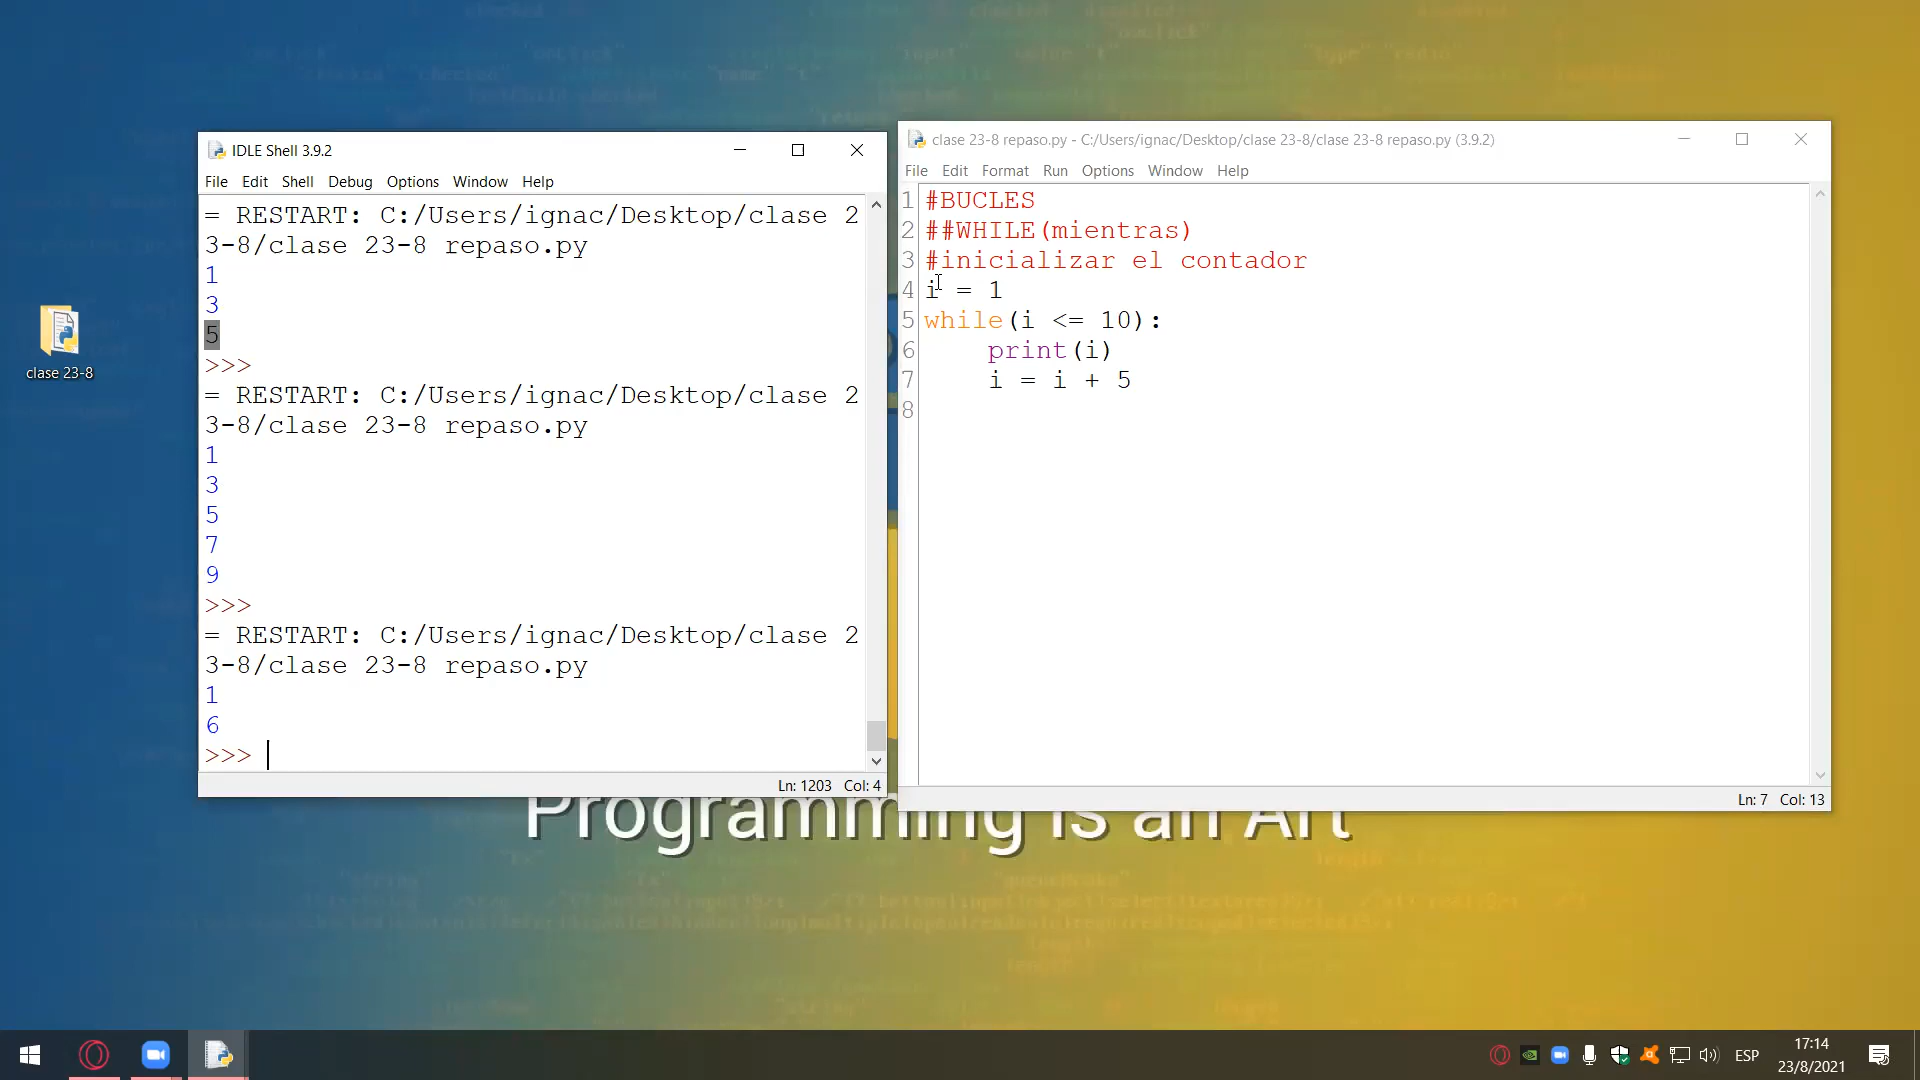 clase 23-8
IDLE Shell 3.9.2
File Edit Shell Debug Options Window Help
= RESTART: C:/Users/ignac/Desktop/clase 2
3-8/clase 23-8 repaso.py
1
3
5
>>>
= RESTART: C:/Users/ignac/Desktop/clase 2
3-8/clase 23-8 repaso.py
1
3
5
7
9
>>>
= RESTART: C:/Users/ignac/Desktop/clase 2
3-8/clase 23-8 repaso.py
1
6
>>>
Ln: 1203 Col: 4
clase 23-8 repaso.py - C:/Users/ignac/Desktop/clase 23-8/clase 23-8 repaso.py (3.9.2)
File Edit Format Run Options Window Help
1 #BUCLES
2 ##WHILE(mientras)
3 #inicializar el contador
4 i = 1
5 while(i <= 10):
6 print(i)
7 i = i + 5
8
Ln: 7 Col: 13
Programming is an Art
ESP
17:14
23/8/2021